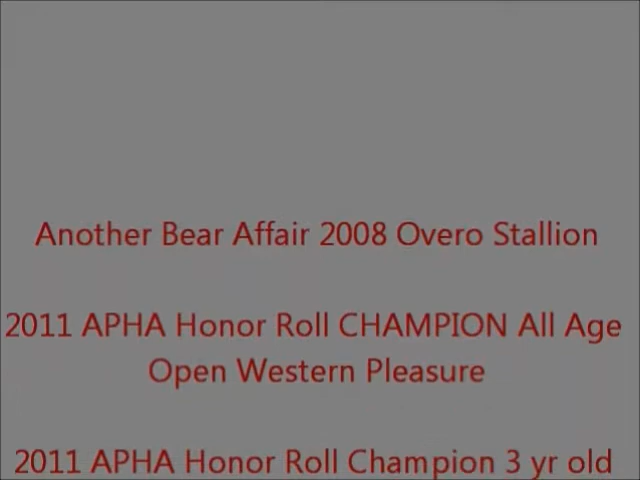 Another Bear Affair 2008 Overo Stallion
2011 APHA Honor Roll CHAMPION All Age
Open Western Pleasure
2011 APHA Honor Roll Champion 3 yr old